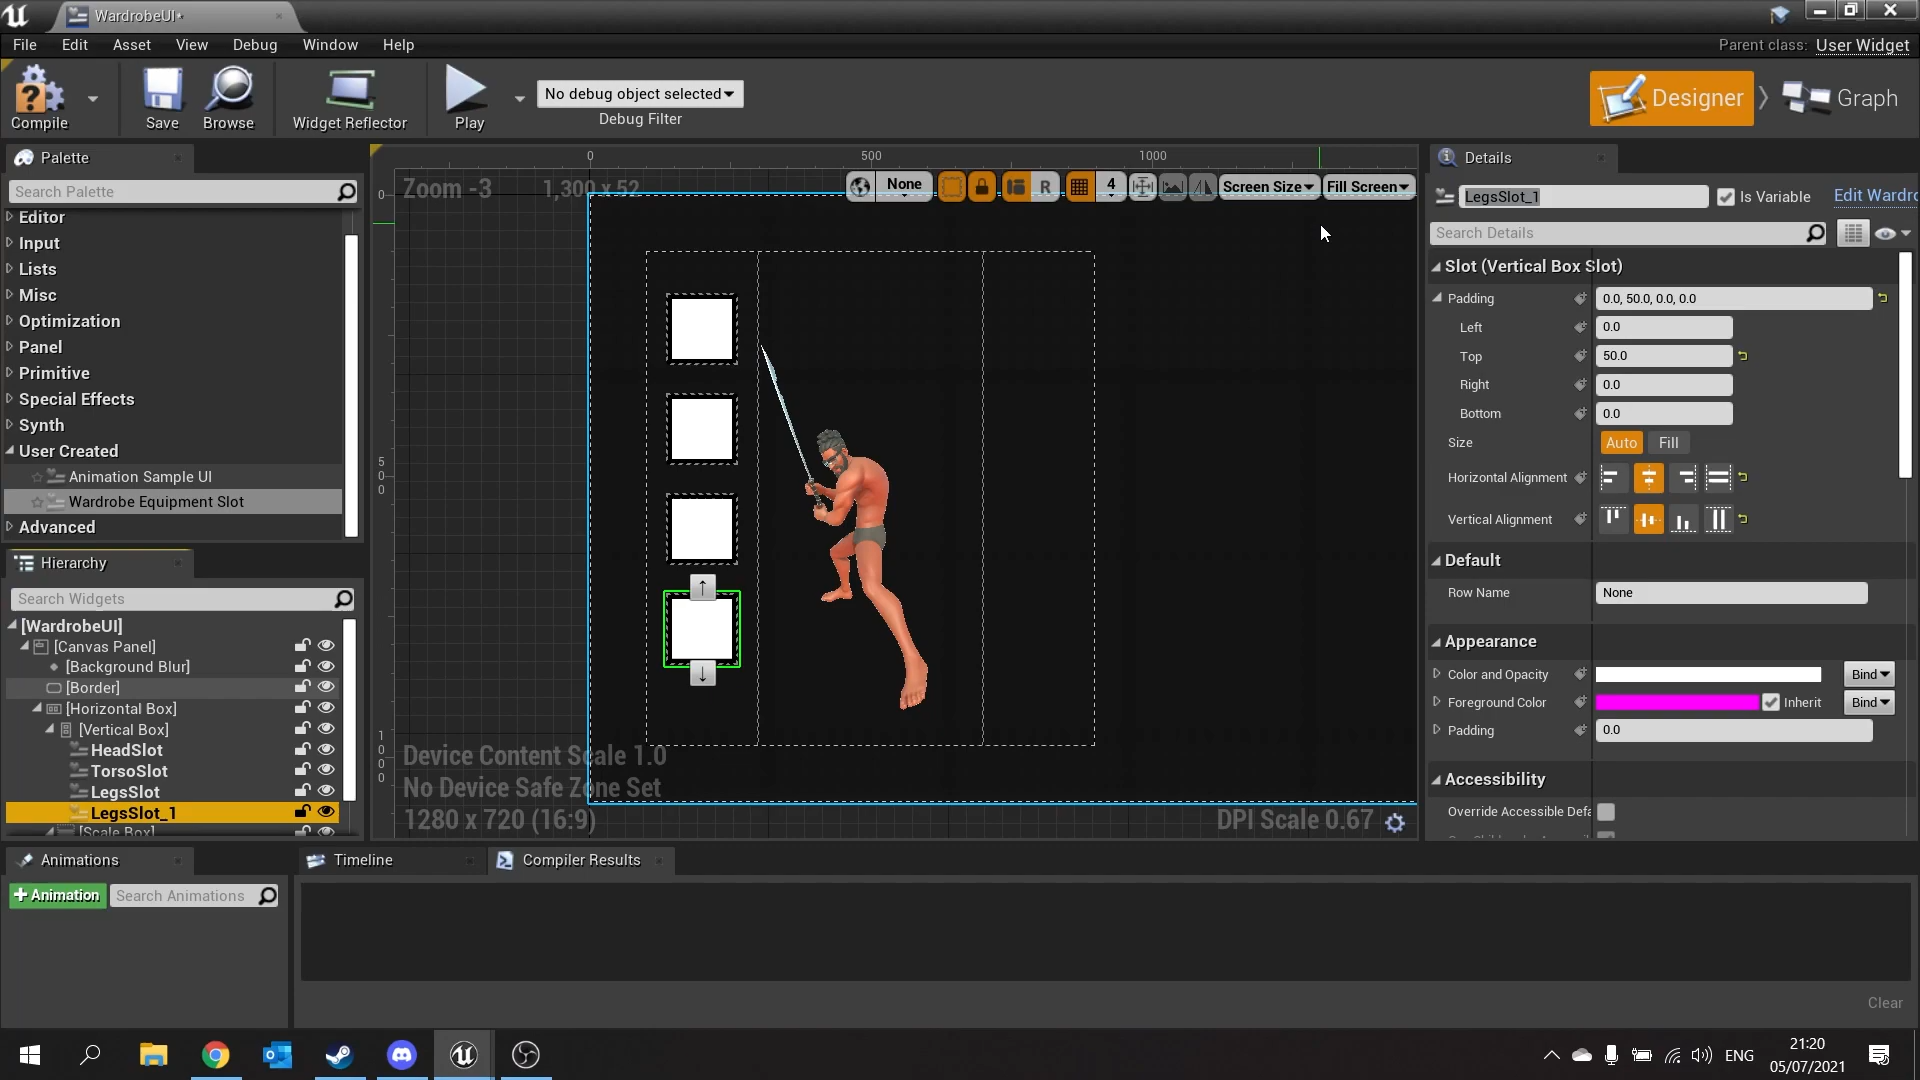 WardrobeUI*
File Edit Asset View Debug Window Help
Parent class: User Widget
Compile
Save
Browse
Widget Reflector
Play
No debug object selected
Debug Filter
Designer
Graph
Palette
Search Palette
Editor
Input
Lists
Misc
Optimization
Panel
Primitive
Special Effects
Synth
User Created
Animation Sample UI
Wardrobe Equipment Slot
Advanced
Hierarchy
Search Widgets
[WardrobeUI]
[Canvas Panel]
[Background Blur]
[Border]
[Horizontal Box]
[Vertical Box]
HeadSlot
TorsoSlot
LegsSlot
LegsSlot_1
[Scale Box]
0 500 1000
Zoom -3
1,300 x 52
None
R
4
Screen Size
Fill Screen
0
500
1000
Device Content Scale 1.0
No Device Safe Zone Set
1280 x 720 (16:9)
DPI Scale 0.67
Details
LegsSlot_1
Is Variable
Edit Wardro
Search Details
Slot (Vertical Box Slot)
Padding 0.0, 50.0, 0.0, 0.0
Left 0.0
Top 50.0
Right 0.0
Bottom 0.0
Size Auto Fill
Horizontal Alignment
Vertical Alignment
Default
Row Name None
Appearance
Color and Opacity Bind
Foreground Color Inherit Bind
Padding 0.0
Accessibility
Override Accessible Defa
Animations
+ Animation
Search Animations
Timeline
Compiler Results
Clear
ENG
21:20
05/07/2021